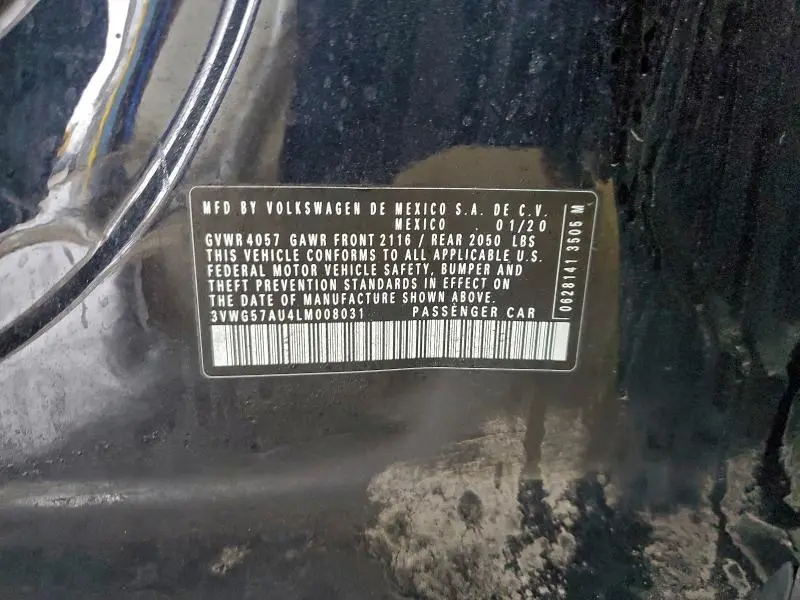 MFD BY VOLKSWAGEN DE MEXICO S.A. DE C.V.
MEXICO 01/20
GVWR 4057 GAWR FRONT 2116 / REAR 2050 LBS
THIS VEHICLE CONFORMS TO ALL APPLICABLE U.S.
FEDERAL MOTOR VEHICLE SAFETY, BUMPER AND
THEFT PREVENTION STANDARDS IN EFFECT ON
THE DATE OF MANUFACTURE SHOWN ABOVE.
3VWG57AU4LM008031 PASSENGER CAR
0628141 3506 M